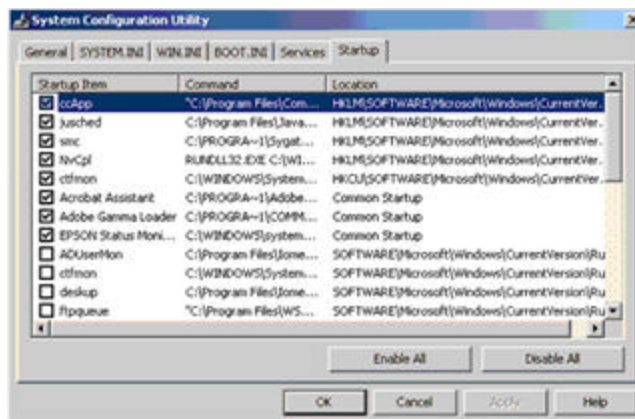 System Configuration Utility
General SYSTEM.INI WIN.INI BOOT.INI Services Startup
Startup Item Command Location
ccApp "C:\Program Files\Com... HKLM\SOFTWARE\Microsoft\Windows\CurrentVer...
jusched C:\Program Files\Java... HKLM\SOFTWARE\Microsoft\Windows\CurrentVer...
smc C:\PROGRA~1\Sygat... HKLM\SOFTWARE\Microsoft\Windows\CurrentVer...
NvCpl RUNDLL32.EXE C:\WI... HKLM\SOFTWARE\Microsoft\Windows\CurrentVer...
ctfmon C:\WINDOWS\System... HKCU\SOFTWARE\Microsoft\Windows\CurrentVer...
Acrobat Assistant C:\PROGRA~1\Adobe... Common Startup
Adobe Gamma Loader C:\PROGRA~1\COMM... Common Startup
EPSON Status Moni... C:\WINDOWS\system... Common Startup
ADUserMon C:\Program Files\Iome... SOFTWARE\Microsoft\Windows\CurrentVersion\Ru
ctfmon C:\WINDOWS\System... SOFTWARE\Microsoft\Windows\CurrentVersion\Ru
deskup C:\Program Files\Iome... SOFTWARE\Microsoft\Windows\CurrentVersion\Ru
ftpqueue "C:\Program Files\WS... SOFTWARE\Microsoft\Windows\CurrentVersion\Ru
Enable All Disable All
OK Cancel Apply Help